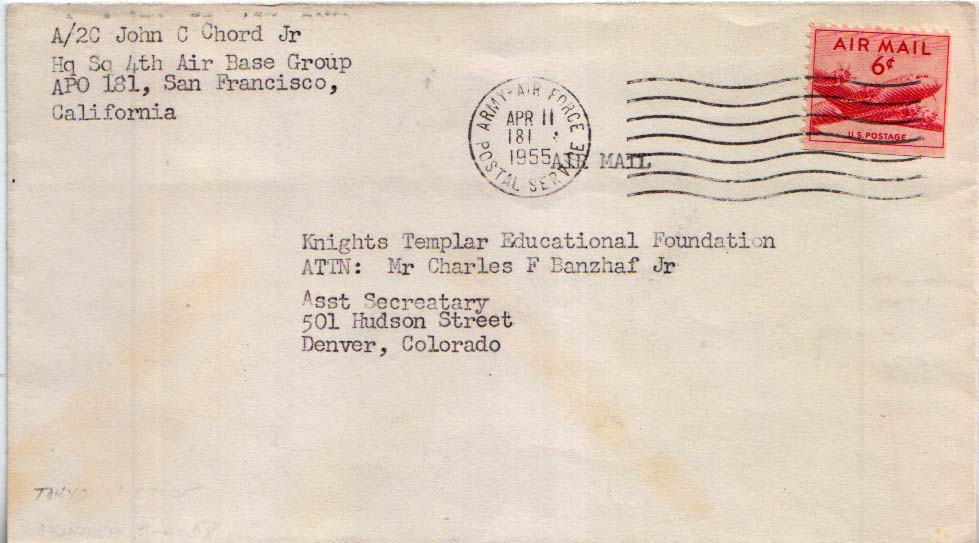 A/2C John C Chord Jr
Hq Sq 4th Air Base Group
APO 181, San Francisco,
California
AIR MAIL
6¢
U.S. POSTAGE
ARMY-AIR FORCE
POSTAL SERVICE
APR 11
181
1955
AIR MAIL
Knights Templar Educational Foundation
ATTN: Mr Charles F Banzhaf Jr
Asst Secreatary
501 Hudson Street
Denver, Colorado